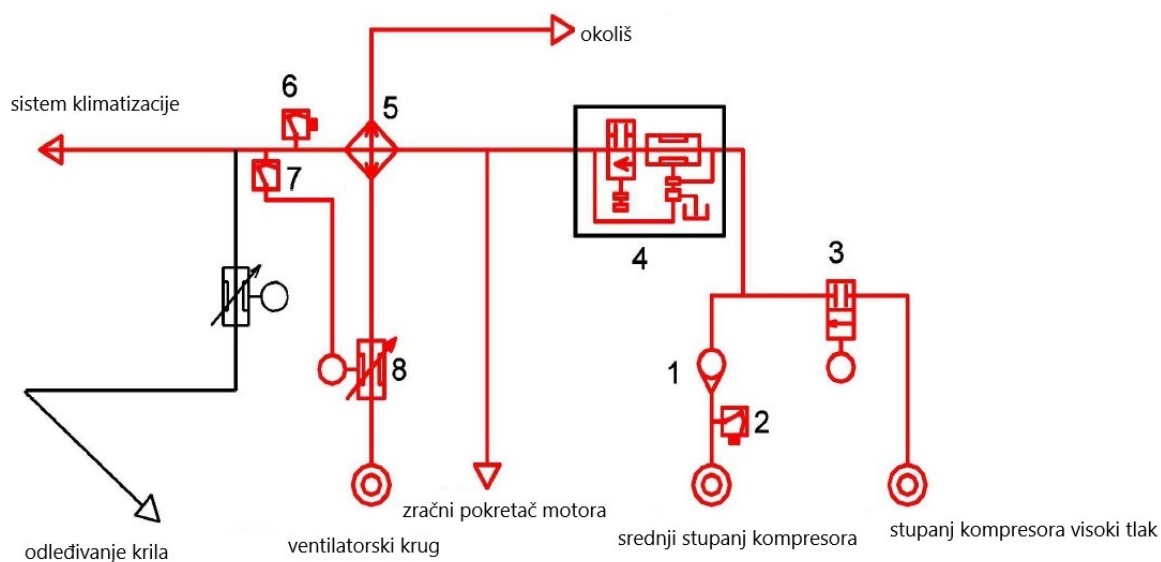 okoliš
sistem klimatizacije
6
5
7
4
3
1
8
2
zračni pokretač motora
ventilatorski krug
srednji stupanj kompresora
stupanj kompresora visoki tlak
odleđivanje krila